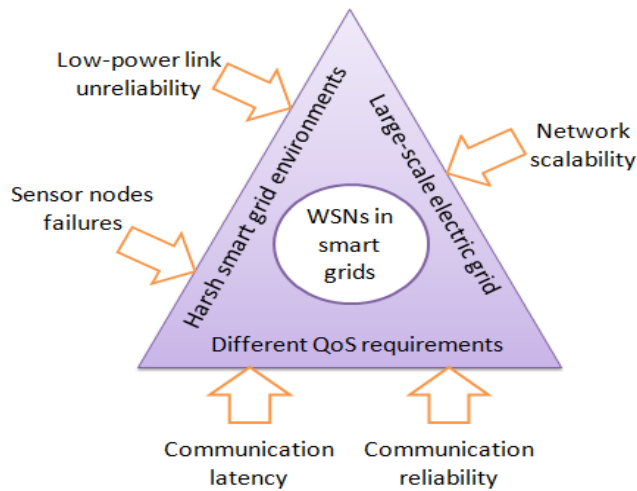 Low-power link
unreliability
Harsh smart grid environments
Large-scale electric grid
Network
scalability
Sensor nodes
failures
WSNs in
smart
grids
Different QoS requirements
Communication
latency
Communication
reliability